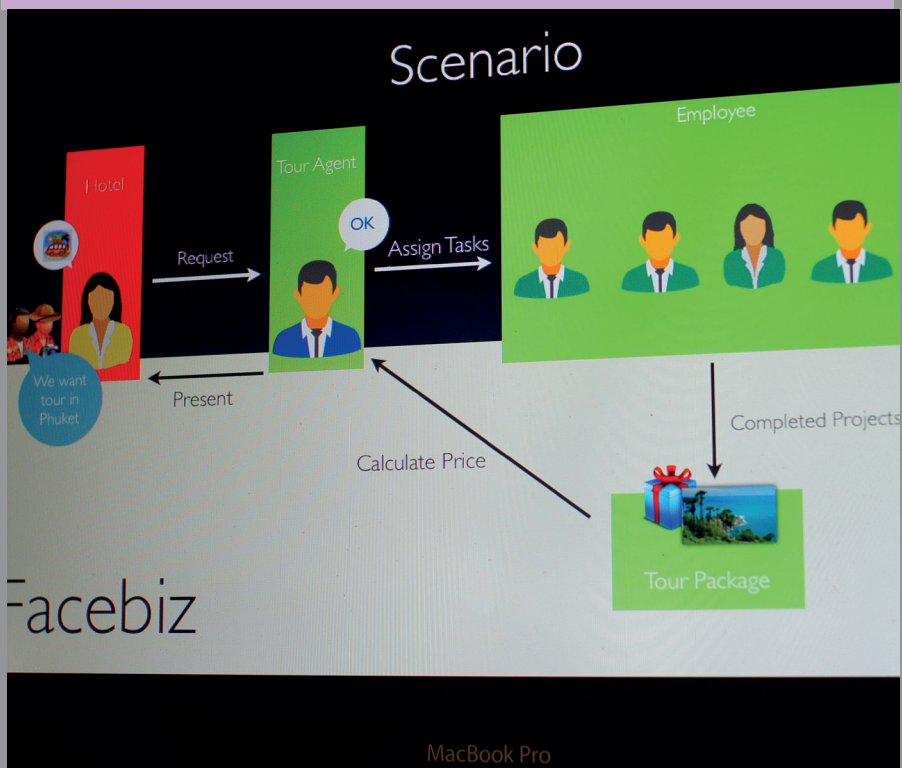 Scenario
Employee
Hotel
Tour Agent
OK
Request
Assign Tasks
We want
tour in
Phuket
Present
Completed Projects
Calculate Price
Tour Package
Facebiz
MacBook Pro